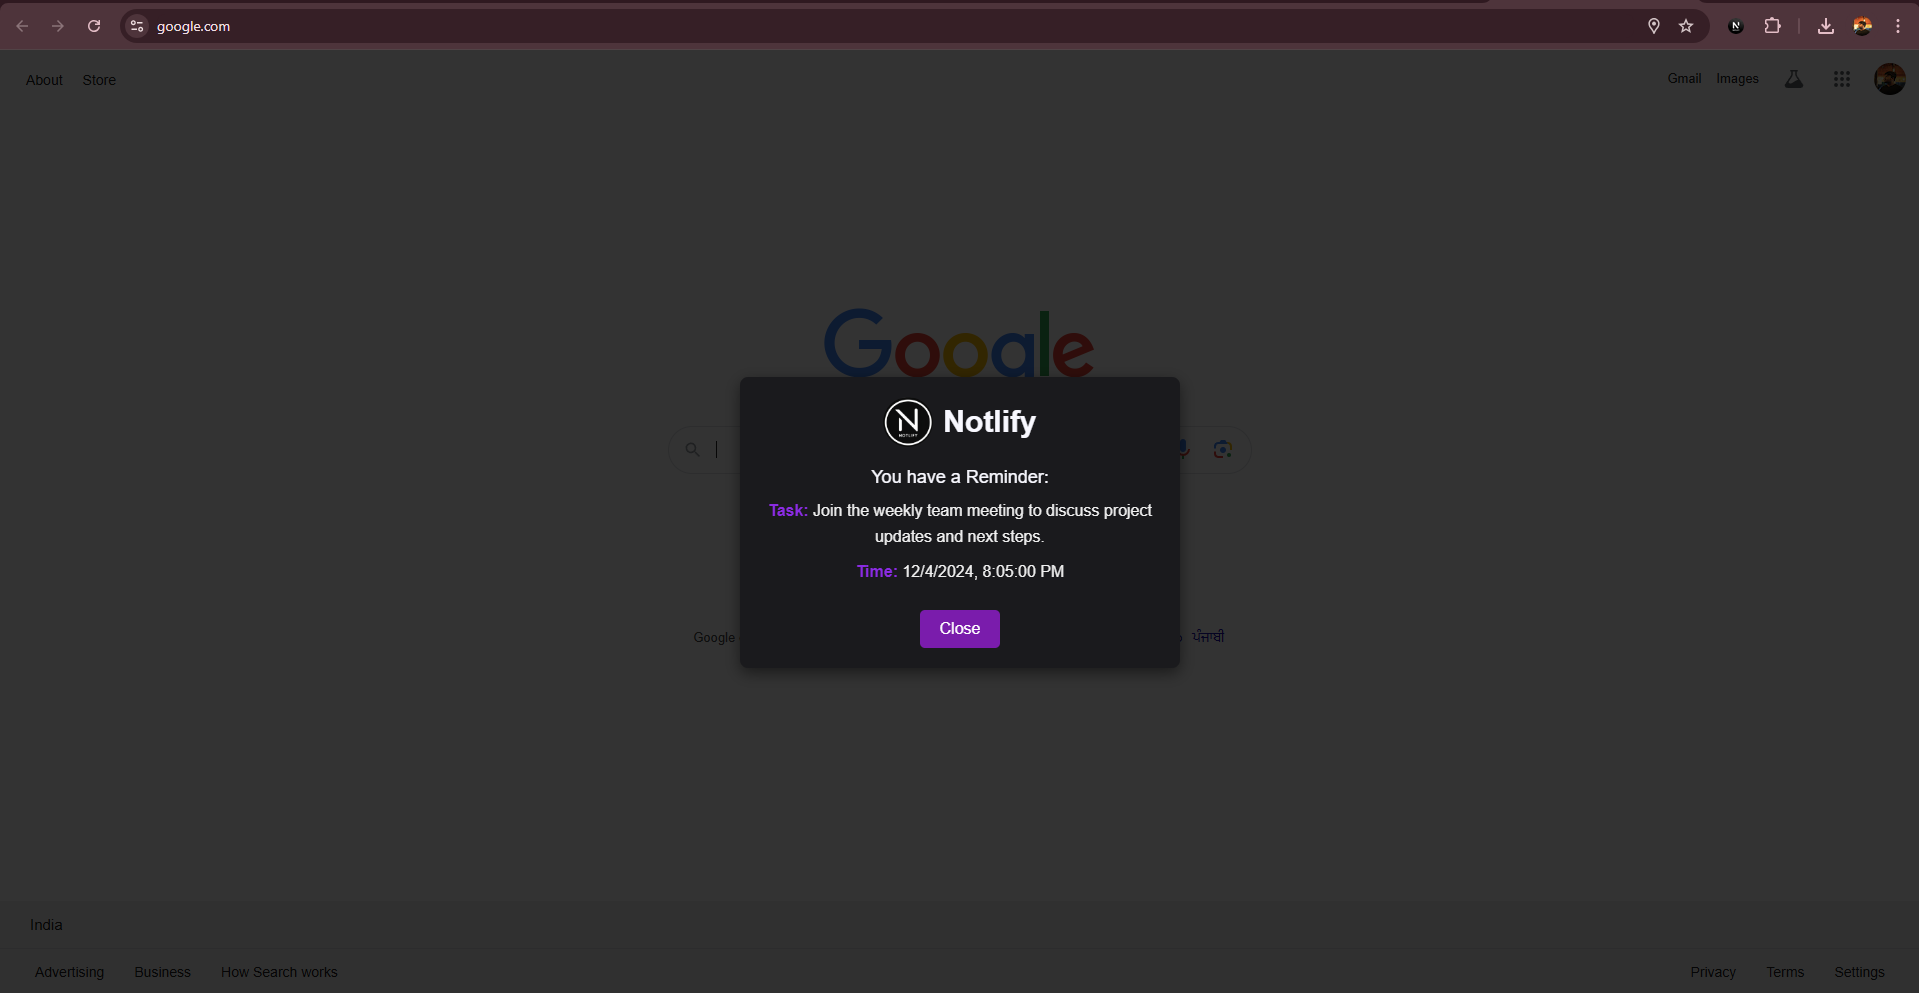 google.com
About Store
Gmail Images
Google
N
NOTLIFY
Notlify
You have a Reminder:
Task: Join the weekly team meeting to discuss project
updates and next steps.
Time: 12/4/2024, 8:05:00 PM
Close
Google ਪੰਜਾਬੀ
India
Advertising Business How Search works
Privacy Terms Settings